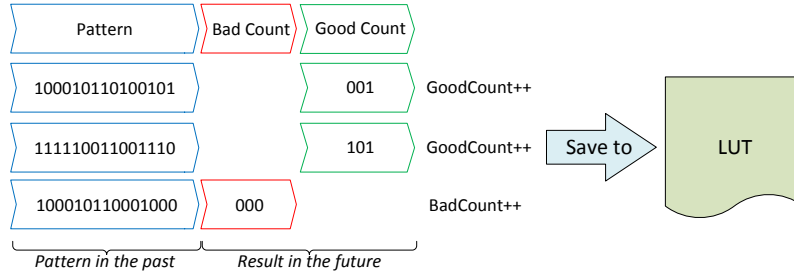 Pattern Bad Count Good Count
100010110100101 001 GoodCount++
111110011001110 101 GoodCount++
Save to LUT
100010110001000 000 BadCount++
Pattern in the past Result in the future